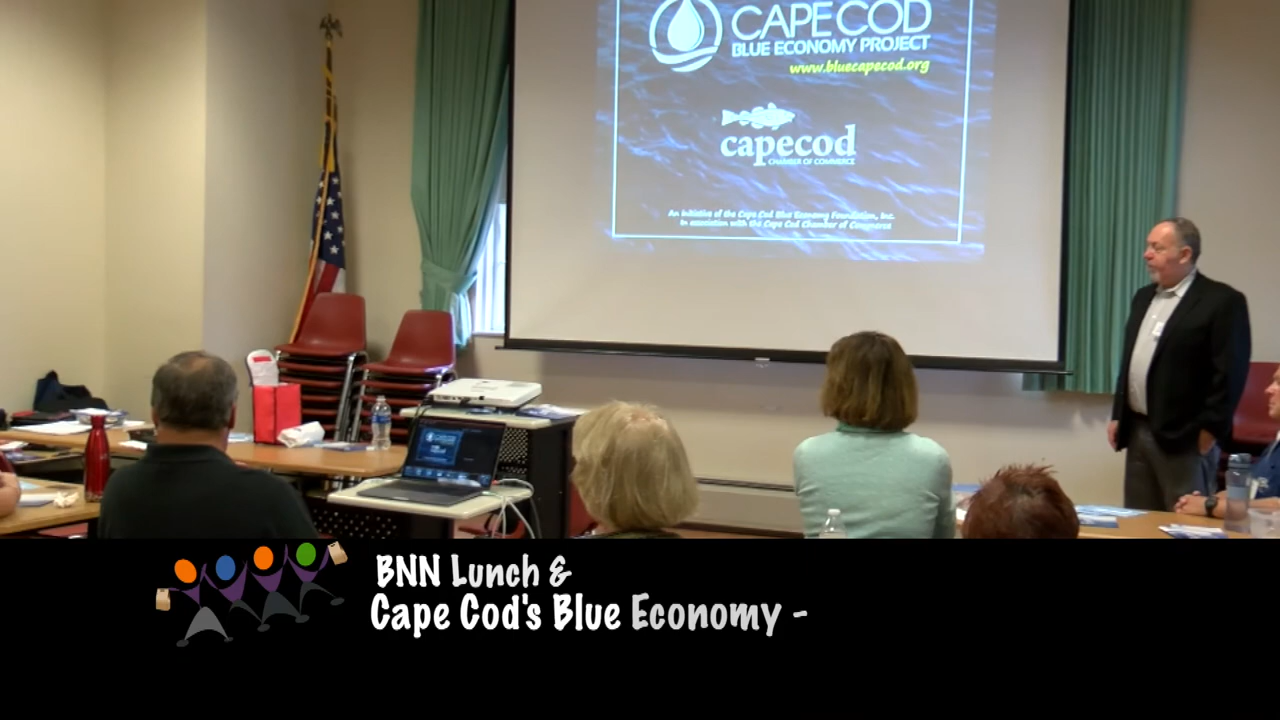 CAPE COD
BLUE ECONOMY PROJECT
www.bluecapecod.org
capecod
CHAMBER OF COMMERCE
An initiative of the Cape Cod Blue Economy Foundation, Inc.
in association with the Cape Cod Chamber of Commerce
BNN Lunch &
Cape Cod's Blue Economy -